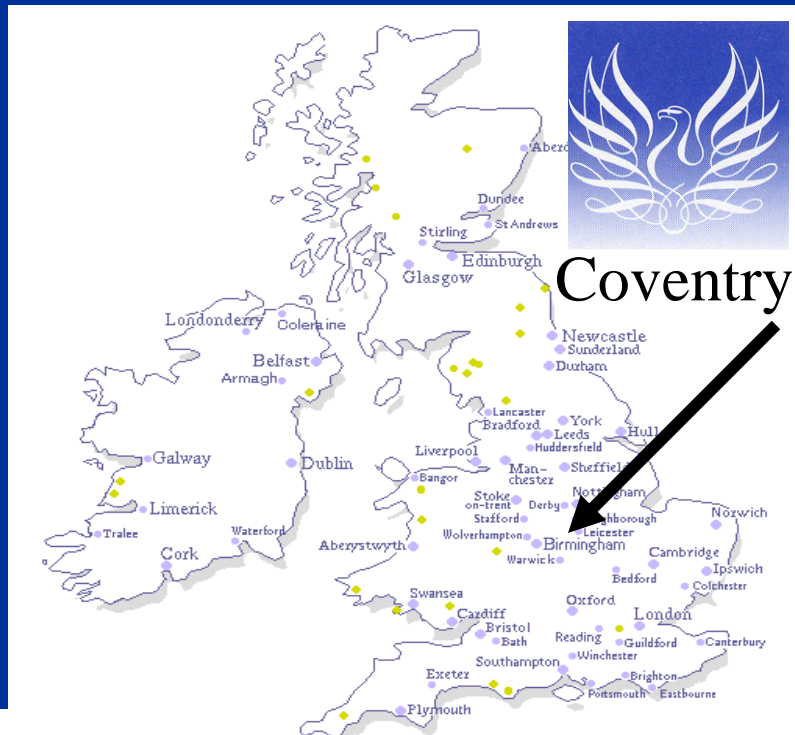 Aberd
Dundee
St Andrews
Stirling
Edinburgh
Glasgow
Coventry
Londonderry
Coleraine
Newcastle
Sunderland
Belfast
Durham
Armagh
Lancaster
Bradford
York
Leeds
Hull
Huddersfield
Galway
Dublin
Liverpool
Man-
chester
Sheffield
Bangor
Limerick
Stoke
on-trent
Derby
Nottingham
Norwich
Stafford
ghborough
Tralee
Waterford
Wolverhampton
Leicester
Cork
Aberystwyth
Birmingham
Warwick
Cambridge
Bedford
Ipswich
Colchester
Swansea
Oxford
Cardiff
London
Bristol
Bath
Reading
Guildford
Canterbury
Winchester
Southampton
Exeter
Brighton
Portsmouth
Eastbourne
Plymouth